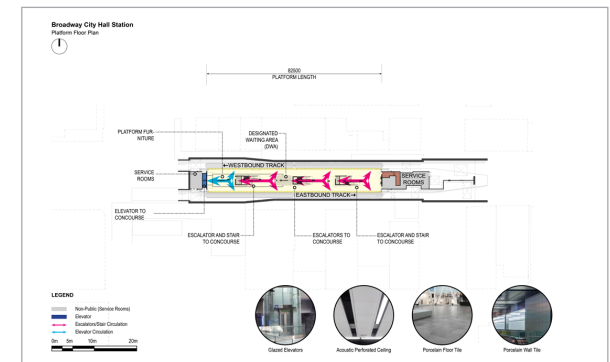 Broadway City Hall Station
Platform Floor Plan
82500
PLATFORM LENGTH
PLATFORM FUR-
NITURE
DESIGNATED
WAITING AREA
(DWA)
←WESTBOUND TRACK
SERVICE
ROOMS
SERVICE
ROOMS
EASTBOUND TRACK→
ELEVATOR TO
CONCOURSE
ESCALATOR AND STAIR
TO CONCOURSE
ESCALATORS TO
CONCOURSE
ESCALATOR AND STAIR
TO CONCOURSE
LEGEND
Non-Public (Service Rooms)
Elevator
Escalators/Stair Circulation
Elevator Circulation
0m 5m 10m 20m
Glazed Elevators
Acoustic Perforated Ceiling
Porcelain Floor Tile
Porcelain Wall Tile